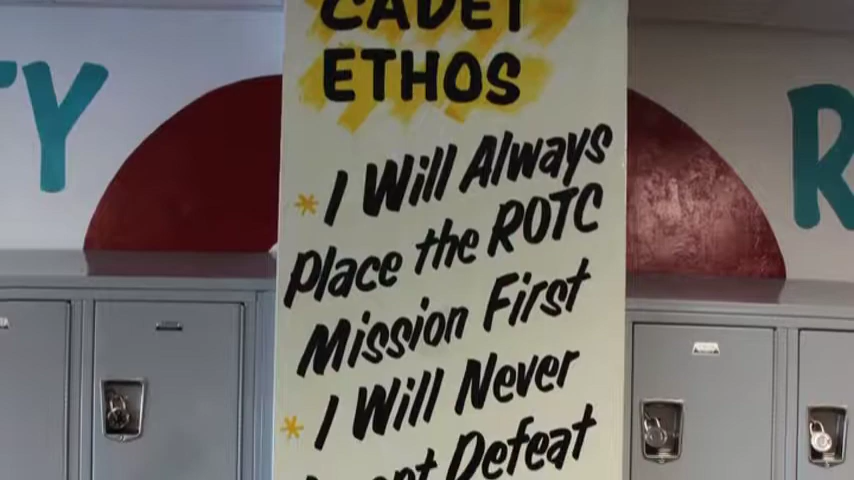 CADET
ETHOS
* I Will Always
Place the ROTC
Mission First
* I Will Never
Defeat
Y
R